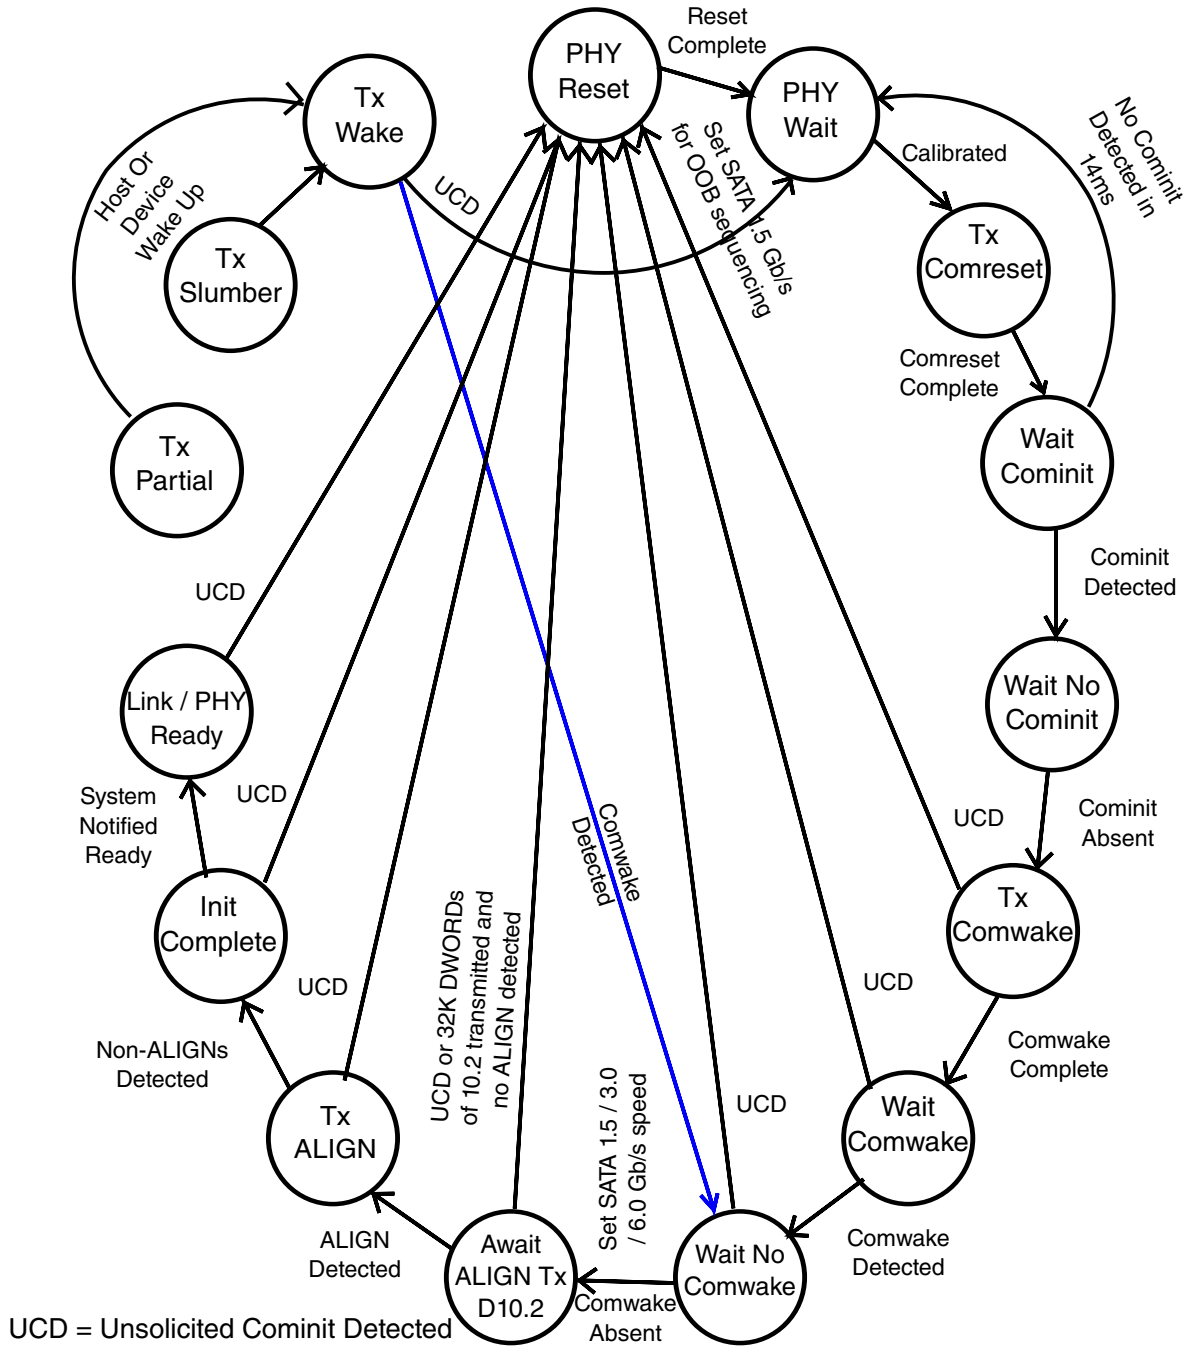 Reset
Complete
PHY
Reset
Tx
Wake
PHY
Wait
No Cominit
Detected in
14ms
Set SATA 1.5 Gb/s
for OOB sequencing
Calibrated
Host Or
Device
Wake Up
UCD
Tx
Slumber
Tx
Comreset
Comreset
Complete
Tx
Partial
Wait
Cominit
Cominit
Detected
UCD
Link / PHY
Ready
Wait No
Cominit
System
Notified
Ready
UCD
Comwake
Detected
UCD
Cominit
Absent
Init
Complete
Tx
Comwake
UCD or 32K DWORDs
of 10.2 transmitted and
no ALIGN detected
UCD
UCD
Non-ALIGNs
Detected
Comwake
Complete
Tx
ALIGN
Set SATA 1.5 / 3.0
/ 6.0 Gb/s speed
UCD
Wait
Comwake
ALIGN
Detected
Await
ALIGN Tx
D10.2
Wait No
Comwake
Comwake
Detected
Comwake
Absent
UCD = Unsolicited Cominit Detected